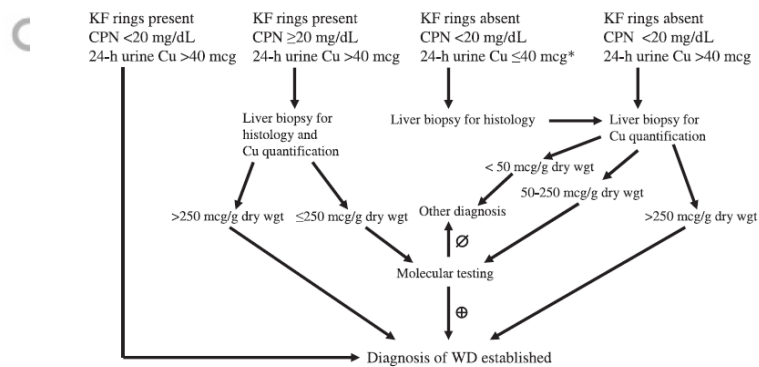 KF rings present
CPN <20 mg/dL
24-h urine Cu >40 mcg
KF rings present
CPN ≥20 mg/dL
24-h urine Cu >40 mcg
KF rings absent
CPN <20 mg/dL
24-h urine Cu ≤40 mcg*
KF rings absent
CPN <20 mg/dL
24-h urine Cu >40 mcg
Liver biopsy for
histology and
Cu quantification
Liver biopsy for histology
Liver biopsy for
Cu quantification
< 50 mcg/g dry wgt
50-250 mcg/g dry wgt
>250 mcg/g dry wgt
≤250 mcg/g dry wgt
Other diagnosis
>250 mcg/g dry wgt
∅
Molecular testing
⊕
Diagnosis of WD established